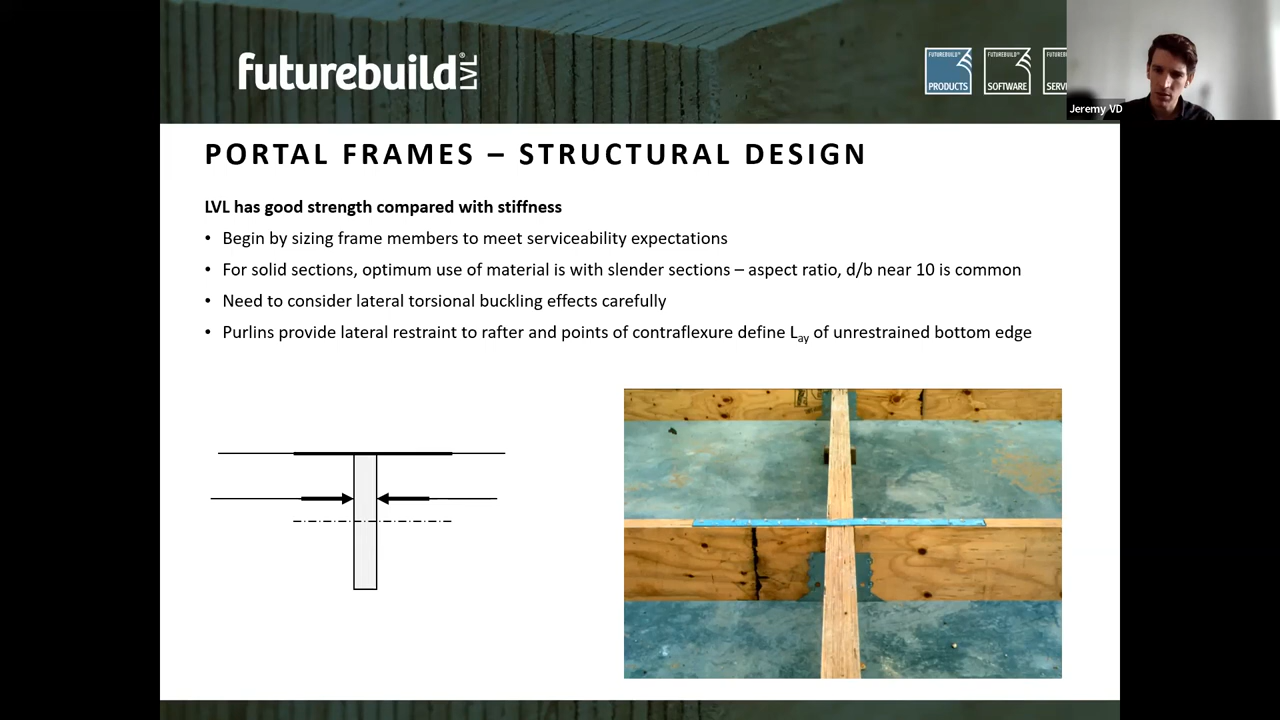 futurebuild LVL®
FUTUREBUILD® PRODUCTS
FUTUREBUILD® SOFTWARE
Jeremy VD
PORTAL FRAMES – STRUCTURAL DESIGN
LVL has good strength compared with stiffness
• Begin by sizing frame members to meet serviceability expectations
• For solid sections, optimum use of material is with slender sections – aspect ratio, d/b near 10 is common
• Need to consider lateral torsional buckling effects carefully
• Purlins provide lateral restraint to rafter and points of contraflexure define Lay of unrestrained bottom edge